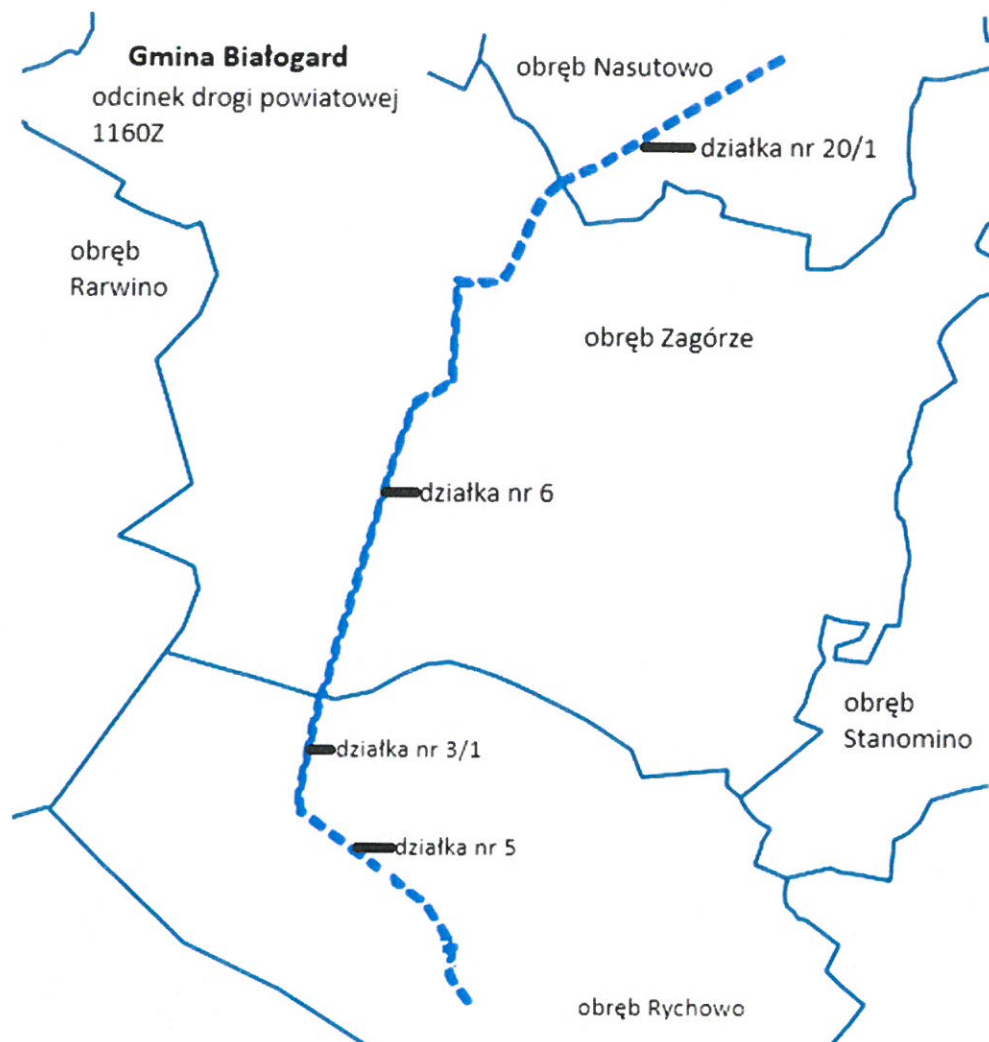 Gmina Białogard
odcinek drogi powiatowej
1160Z
obręb Nasutowo
działka nr 20/1
obręb
Rarwino
obręb Zagórze
działka nr 6
obręb
Stanomino
działka nr 3/1
działka nr 5
obręb Rychowo